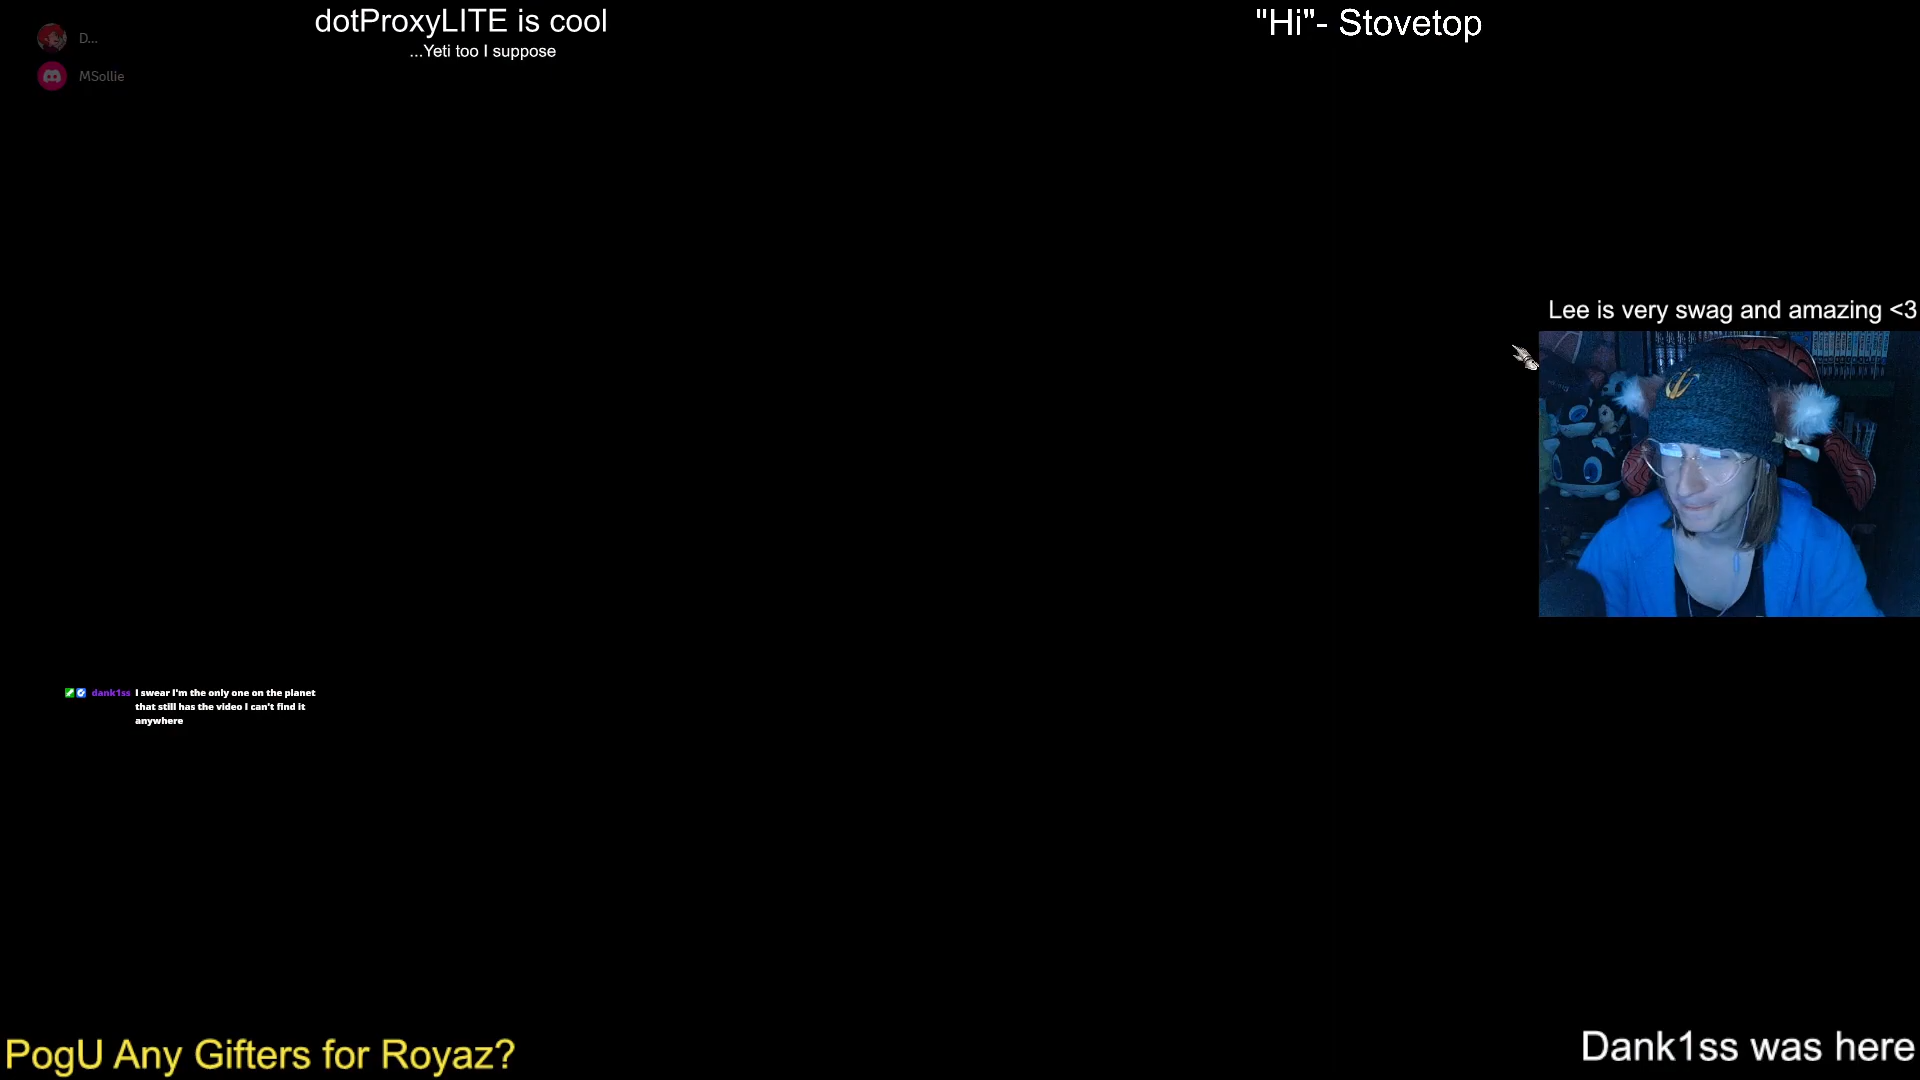 dotProxyLITE is cool
...Yeti too I suppose
"Hi"- Stovetop
D...
MSollie
Lee is very swag and amazing <3
dank1ss I swear I'm the only one on the planet
that still has the video I can't find it
anywhere
PogU Any Gifters for Royaz?
Dank1ss was here